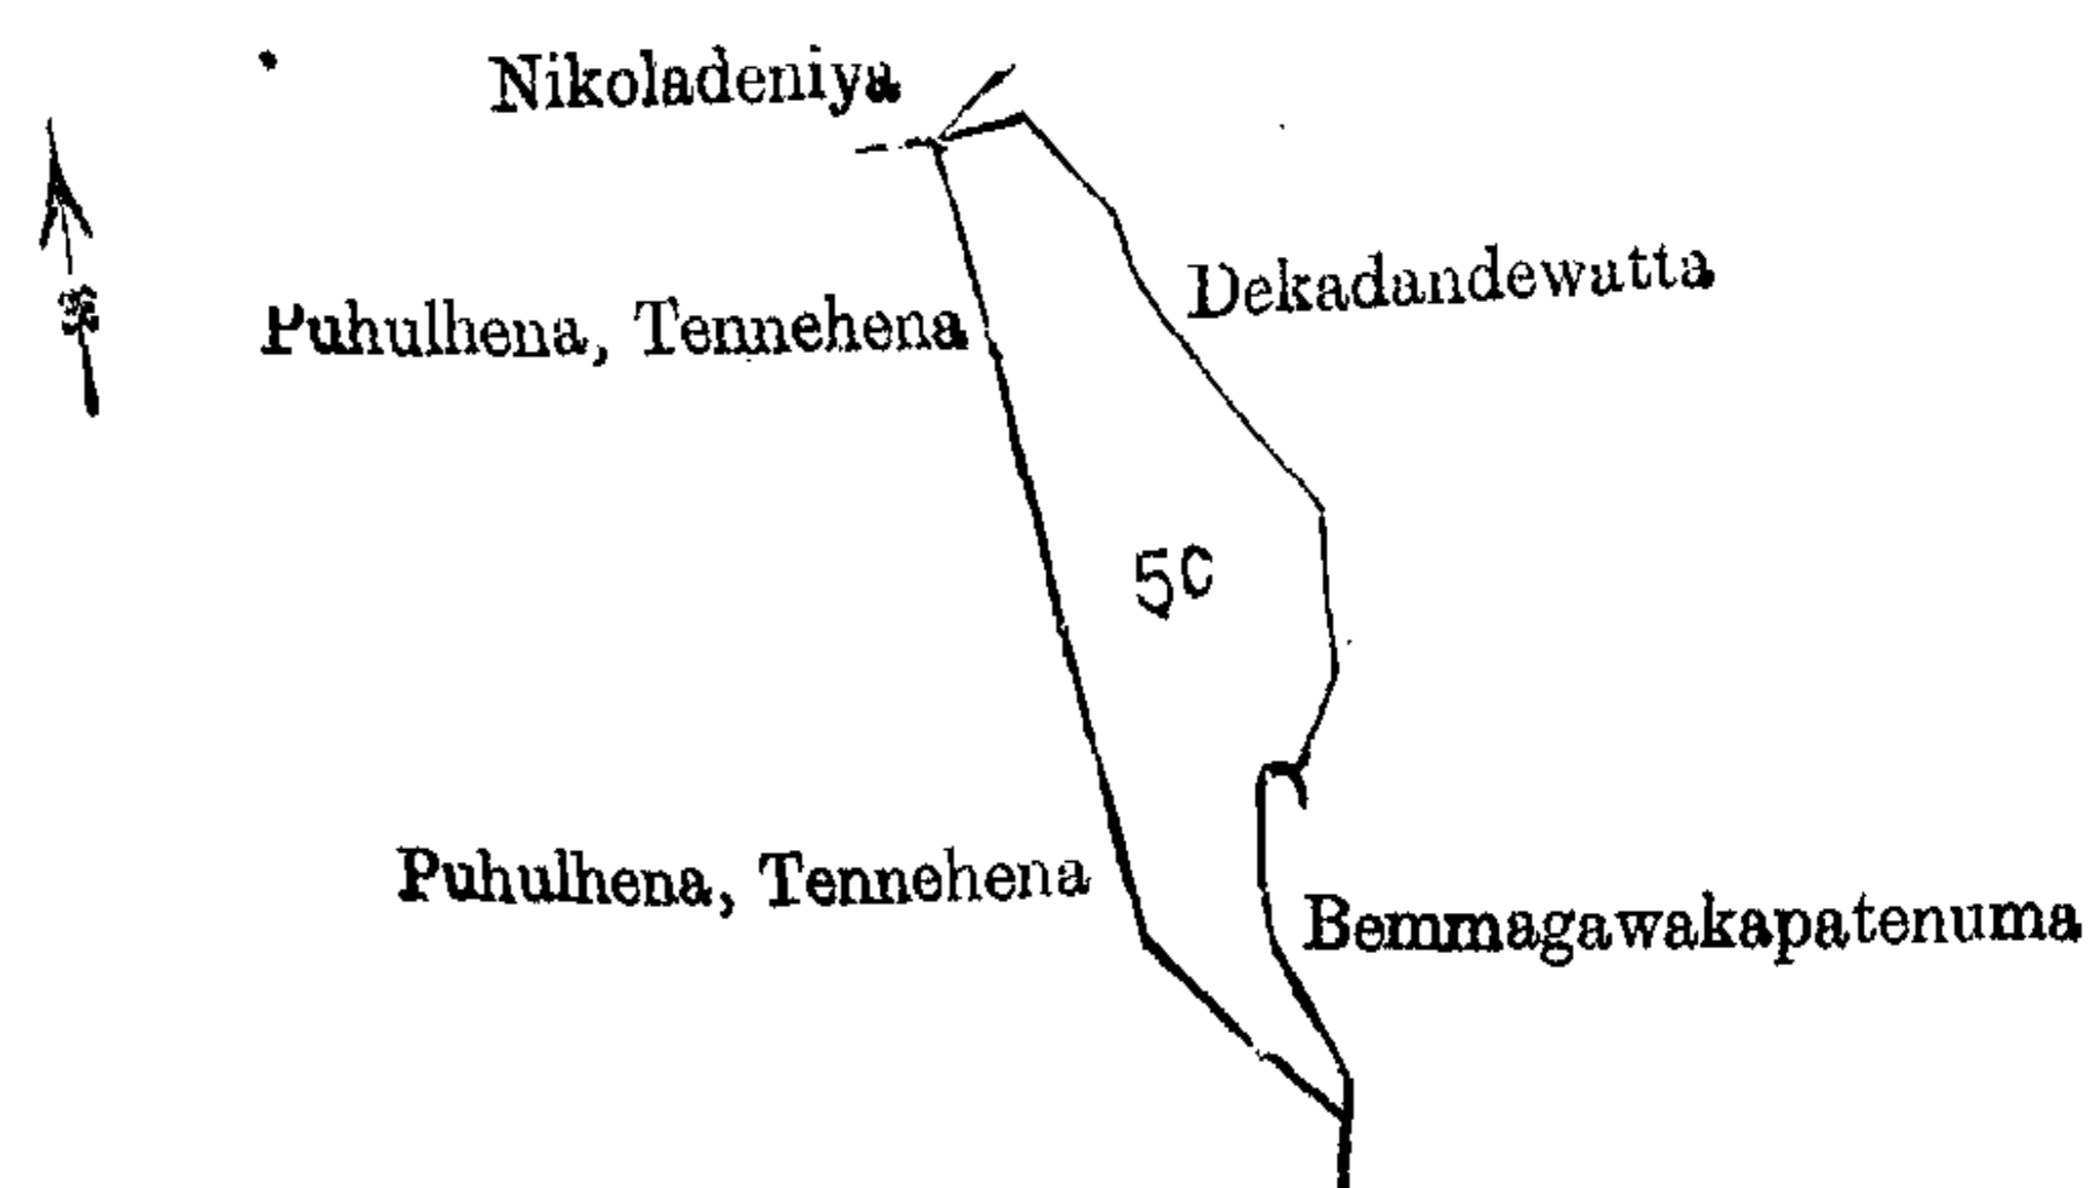 Nikoladeniya
Dekadandewatta
Puhulhena, Tennehena
5C
Puhulhena, Tennehena
Bemmagawakapatenuma